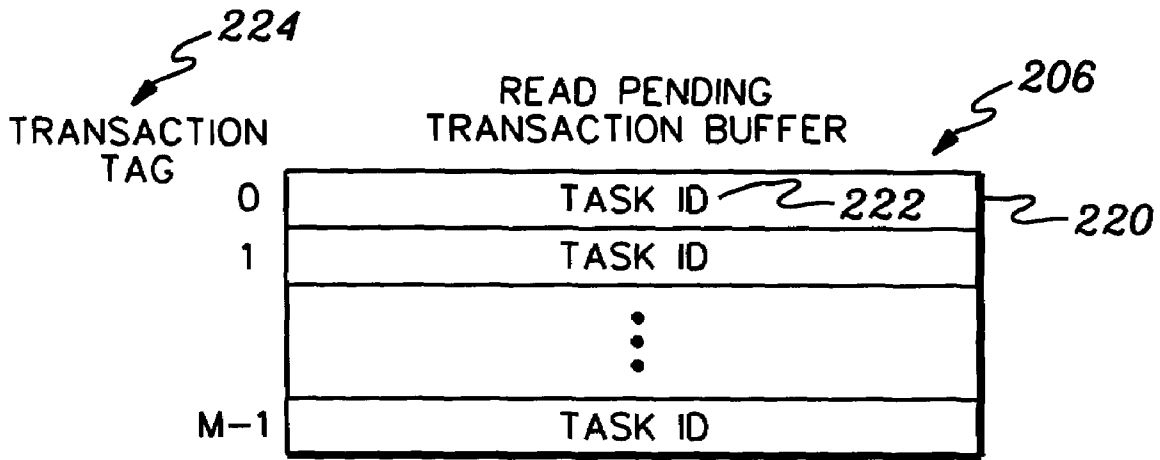 224
READ PENDING
206
TRANSACTION
TRANSACTION BUFFER
TAG
0 TASK ID 222 220
1 TASK ID
M-1 TASK ID